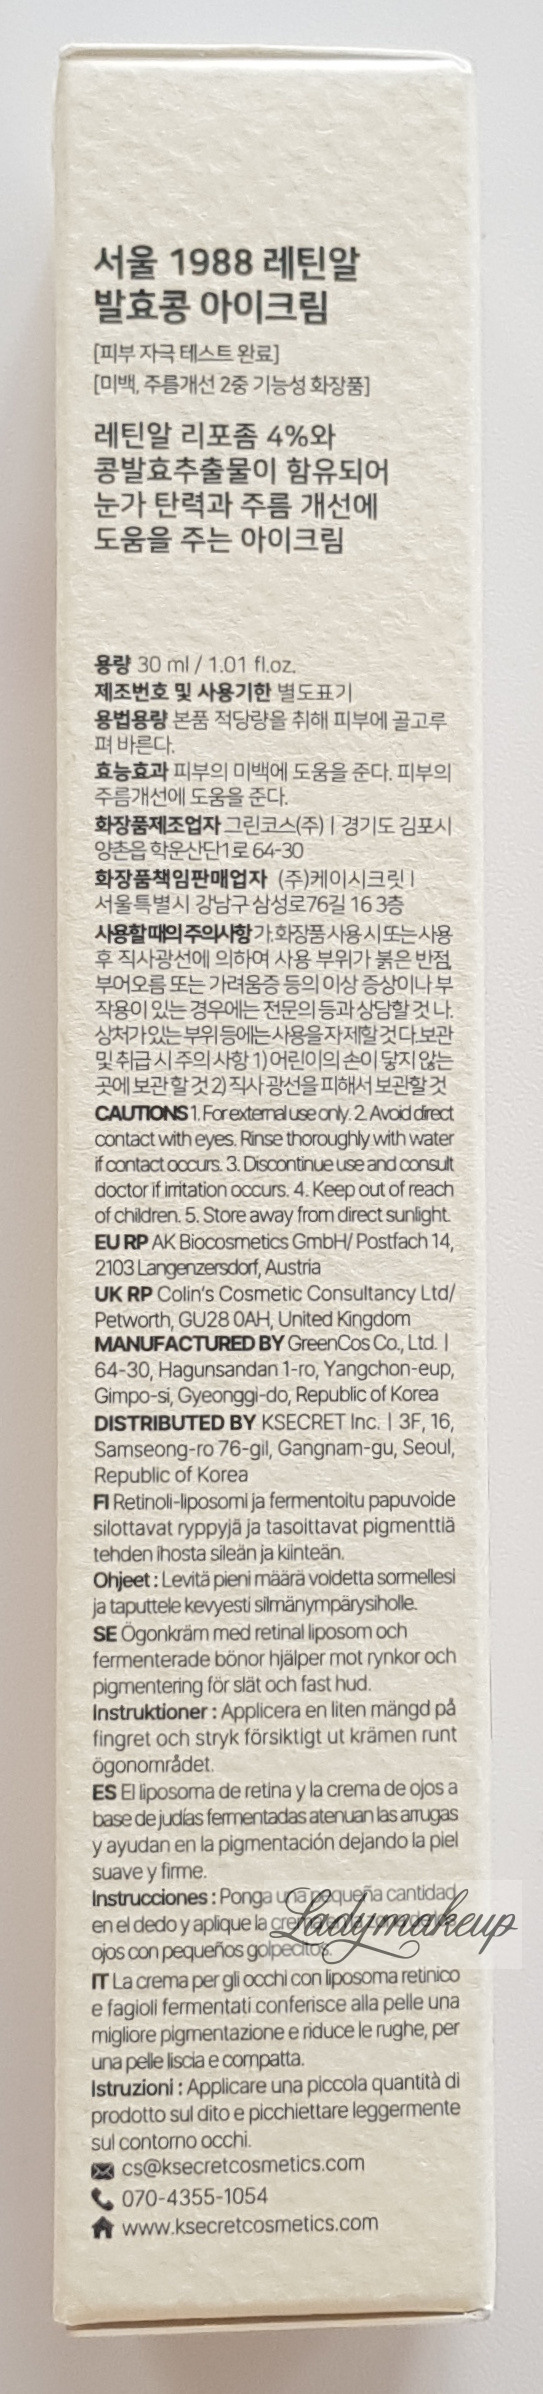 서울 1988 레틴알
발효콩 아이크림
[피부 자극 테스트 완료]
[미백, 주름개선 2중 기능성 화장품]
레틴알 리포좀 4%와
콩발효추출물이 함유되어
눈가 탄력과 주름 개선에
도움을 주는 아이크림
용량 30 ml / 1.01 fl.oz.
제조번호 및 사용기한 별도표기
용법용량 본품 적당량을 취해 피부에 골고루
펴 바른다.
효능효과 피부의 미백에 도움을 준다. 피부의
주름개선에 도움을 준다.
화장품제조업자 그린코스(주) | 경기도 김포시
양촌읍 학운산단1로 64-30
화장품책임판매업자 (주)케이시크릿 |
서울특별시 강남구 삼성로76길 16 3층
사용할 때의 주의사항 가.화장품 사용 시 또는 사용
후 직사광선에 의하여 사용 부위가 붉은 반점,
부어오름 또는 가려움증 등의 이상 증상이나 부
작용이 있는 경우에는 전문의 등과 상담할 것 나.
상처가 있는 부위 등에는 사용을 자제할 것 다.보관
및 취급 시 주의 사항 1) 어린이의 손이 닿지 않는
곳에 보관할 것 2) 직사광선을 피해서 보관할 것
CAUTIONS 1. For external use only. 2. Avoid direct
contact with eyes. Rinse thoroughly with water
if contact occurs. 3. Discontinue use and consult
doctor if irritation occurs. 4. Keep out of reach
of children. 5. Store away from direct sunlight.
EU RP AK Biocosmetics GmbH/ Postfach 14,
2103 Langenzersdorf, Austria
UK RP Colin's Cosmetic Consultancy Ltd/
Petworth, GU28 0AH, United Kingdom
MANUFACTURED BY GreenCos Co., Ltd. |
64-30, Hagunsandan 1-ro, Yangchon-eup,
Gimpo-si, Gyeonggi-do, Republic of Korea
DISTRIBUTED BY KSECRET Inc. | 3F, 16,
Samseong-ro 76-gil, Gangnam-gu, Seoul,
Republic of Korea
FI Retinoli-liposomi ja fermentoitu papuvoide
silottavat ryppyjä ja tasoittavat pigmenttiä
tehden ihosta sileän ja kiinteän.
Ohjeet : Levitä pieni määrä voidetta sormellesi
ja taputtele kevyesti silmänympärysiholle.
SE Ögonkräm med retinal liposom och
fermenterade bönor hjälper mot rynkor och
pigmentering för slät och fast hud.
Instruktioner : Applicera en liten mängd på
fingret och stryk försiktigt ut krämen runt
ögonområdet.
ES El liposoma de retina y la crema de ojos a
base de judías fermentadas atenuan las arrugas
y ayudan en la pigmentación dejando la piel
suave y firme.
Instrucciones : Ponga una pequeña cantidad
en el dedo y aplique la crema en la zona de los
ojos con pequeños golpecitos.
Ladymakeup
IT La crema per gli occhi con liposoma retinico
e fagioli fermentati conferisce alla pelle una
migliore pigmentazione e riduce le rughe, per
una pelle liscia e compatta.
Istruzioni : Applicare una piccola quantità di
prodotto sul dito e picchiettare leggermente
sul contorno occhi.
cs@ksecretcosmetics.com
070-4355-1054
www.ksecretcosmetics.com